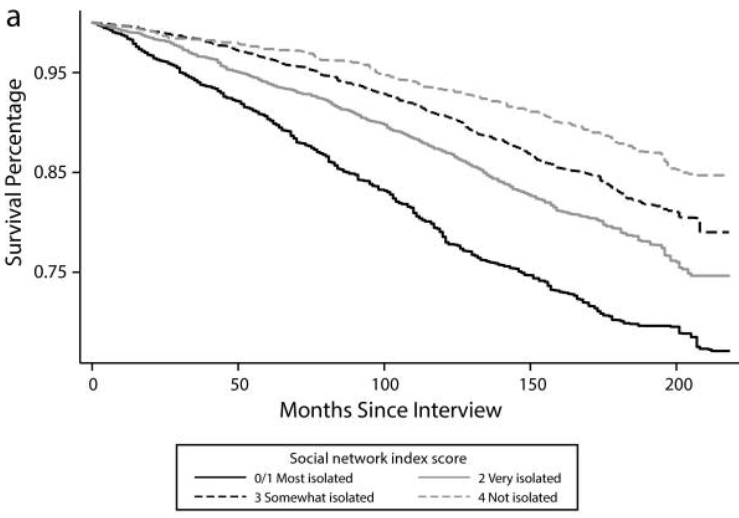 a
Survival Percentage
0.95
0.85
0.75
0 50 100 150 200
Months Since Interview
Social network index score
0/1 Most isolated 2 Very isolated
3 Somewhat isolated 4 Not isolated